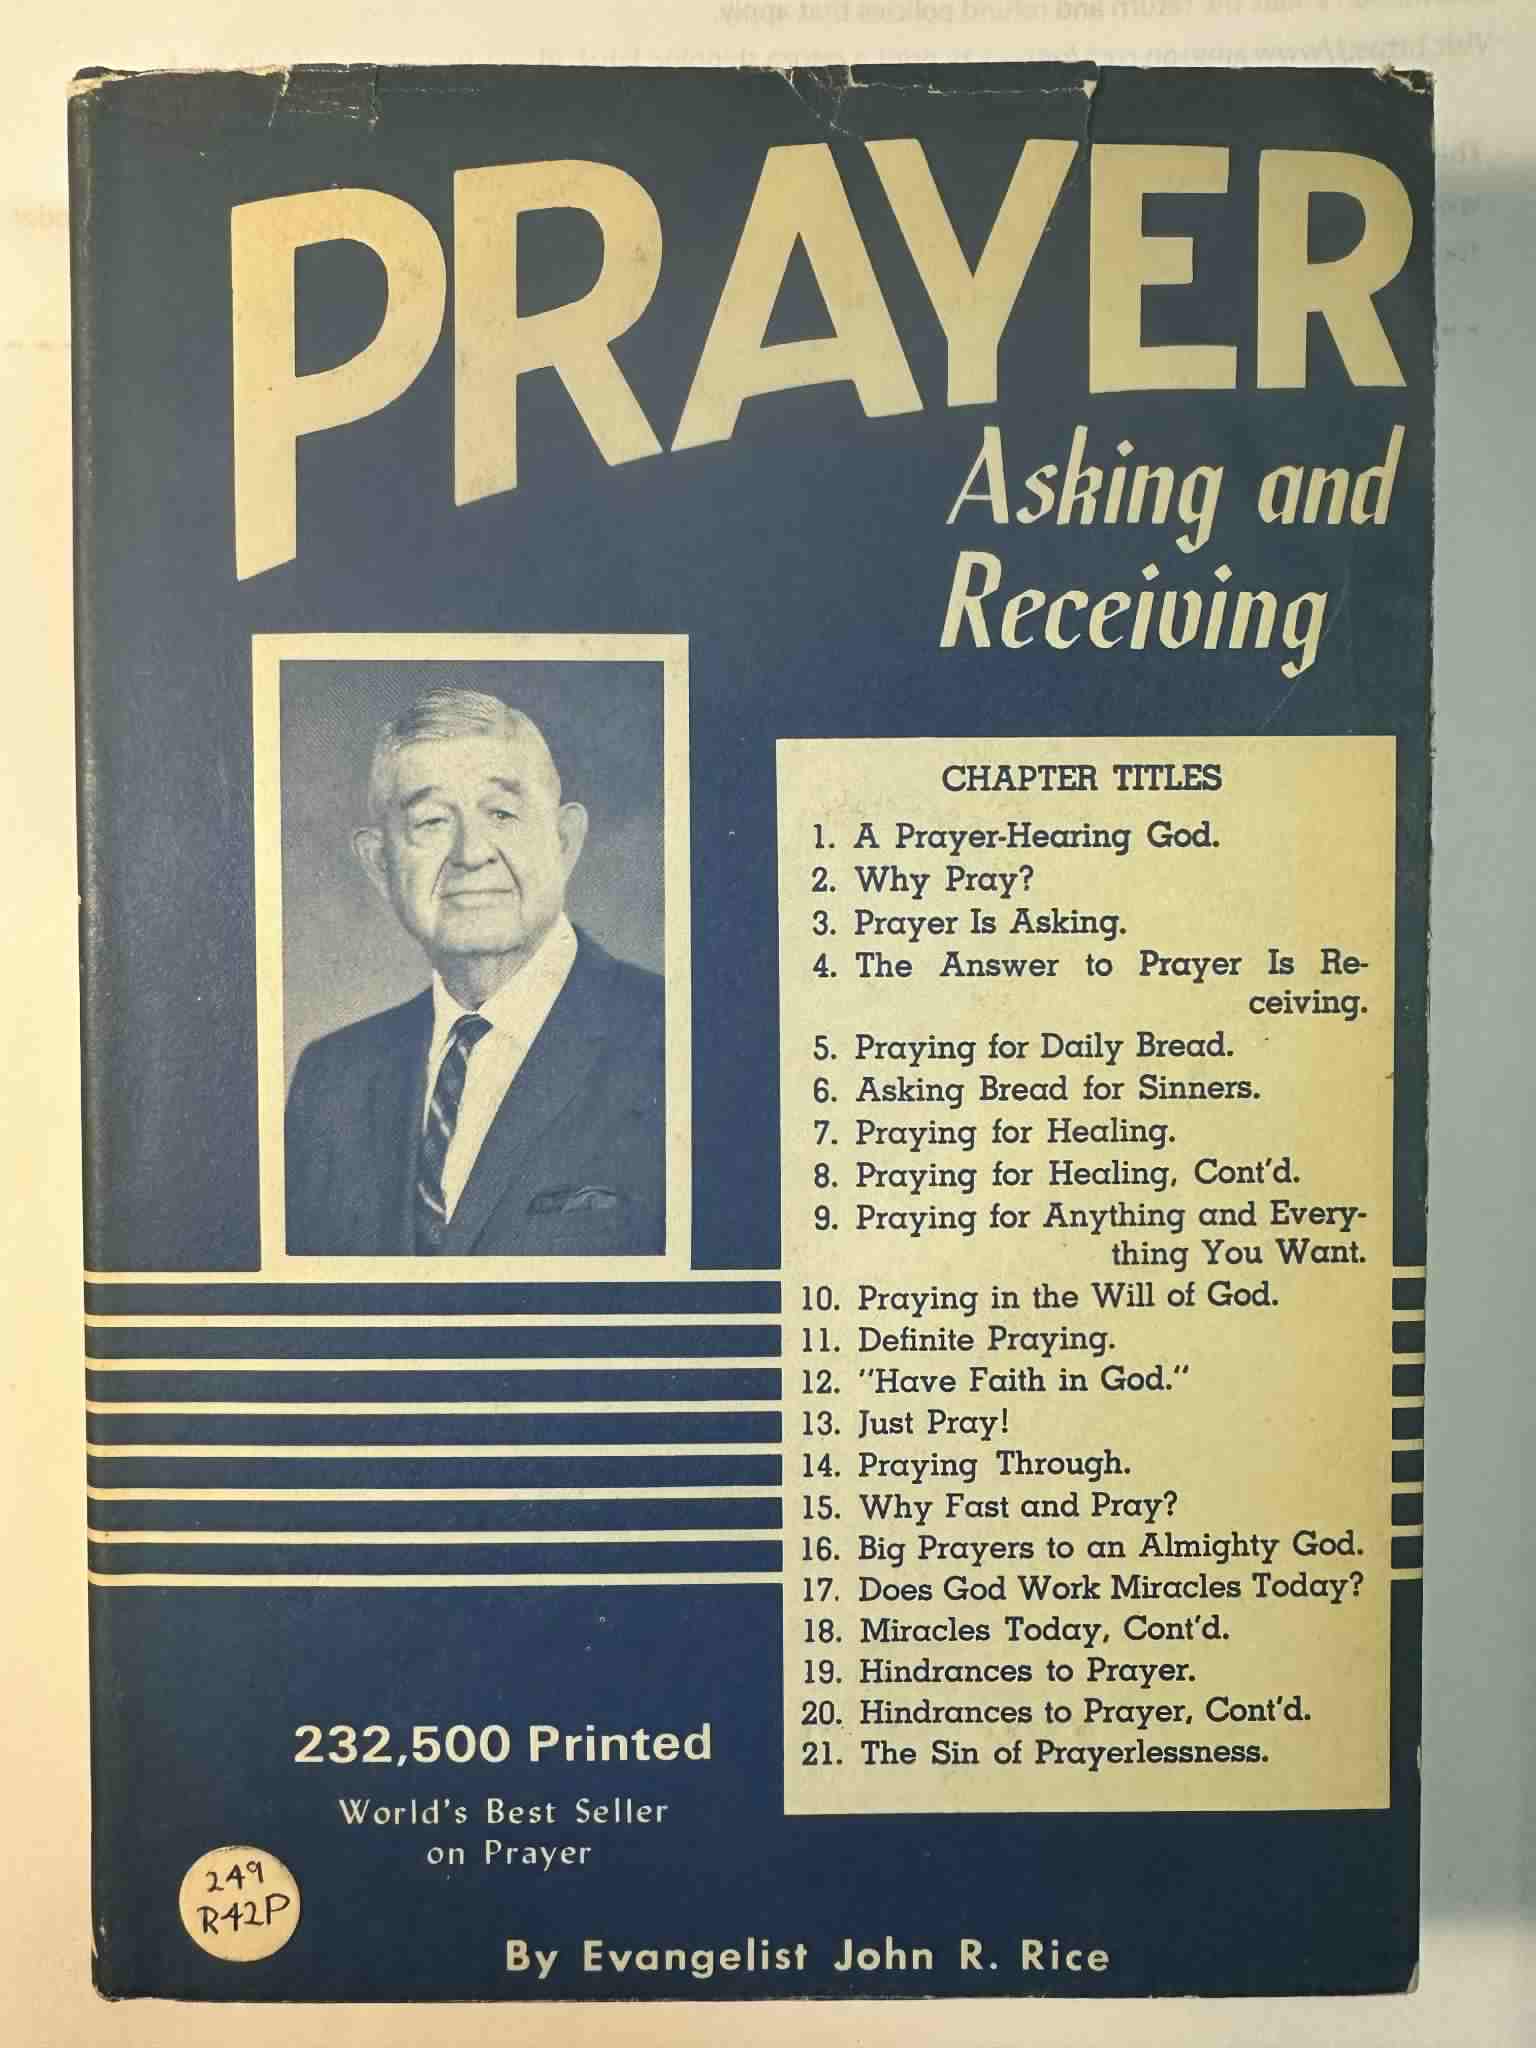 PRAYER
Asking and
Receiving
CHAPTER TITLES
1. A Prayer-Hearing God.
2. Why Pray?
3. Prayer Is Asking.
4. The Answer to Prayer Is Re-
ceiving.
5. Praying for Daily Bread.
6. Asking Bread for Sinners.
7. Praying for Healing.
8. Praying for Healing, Cont'd.
9. Praying for Anything and Every-
thing You Want.
10. Praying in the Will of God.
11. Definite Praying.
12. "Have Faith in God."
13. Just Pray!
14. Praying Through.
15. Why Fast and Pray?
16. Big Prayers to an Almighty God.
17. Does God Work Miracles Today?
18. Miracles Today, Cont'd.
19. Hindrances to Prayer.
20. Hindrances to Prayer, Cont'd.
21. The Sin of Prayerlessness.
232,500 Printed
World's Best Seller
on Prayer
249
R42P
By Evangelist John R. Rice